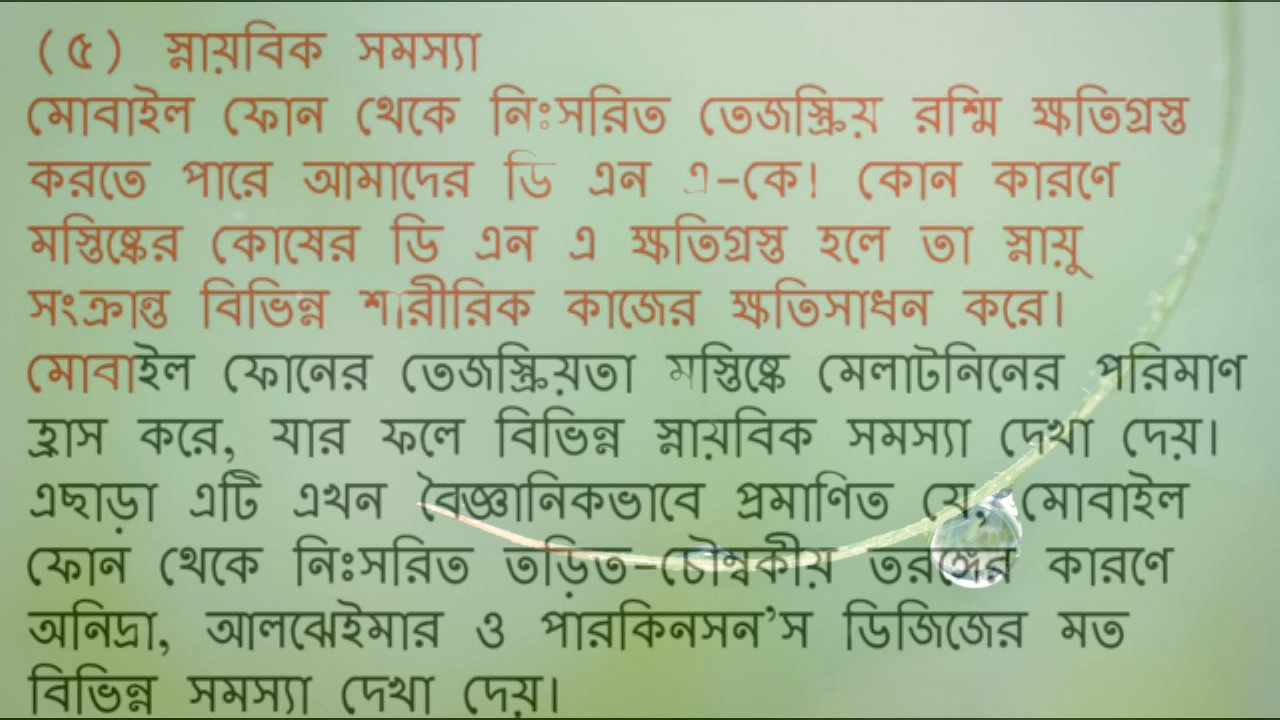 (৫) স্নায়বিক সমস্যা
মোবাইল ফোন থেকে নিঃসরিত তেজস্ক্রিয় রশ্মি ক্ষতিগ্রস্ত
করতে পারে আমাদের ডি এন এ-কে! কোন কারণে
মস্তিষ্কের কোষের ডি এন এ ক্ষতিগ্রস্ত হলে তা স্নায়ু
সংক্রান্ত বিভিন্ন শারীরিক কাজের ক্ষতিসাধন করে।
মোবাইল ফোনের তেজস্ক্রিয়তা মস্তিষ্কে মেলাটনিনের পরিমাণ
হ্রাস করে, যার ফলে বিভিন্ন স্নায়বিক সমস্যা দেখা দেয়।
এছাড়া এটি এখন বৈজ্ঞানিকভাবে প্রমাণিত যে, মোবাইল
ফোন থেকে নিঃসরিত তড়িত-চৌম্বকীয় তরঙ্গের কারণে
অনিদ্রা, আলঝেইমার ও পারকিনসন’স ডিজিজের মত
বিভিন্ন সমস্যা দেখা দেয়।